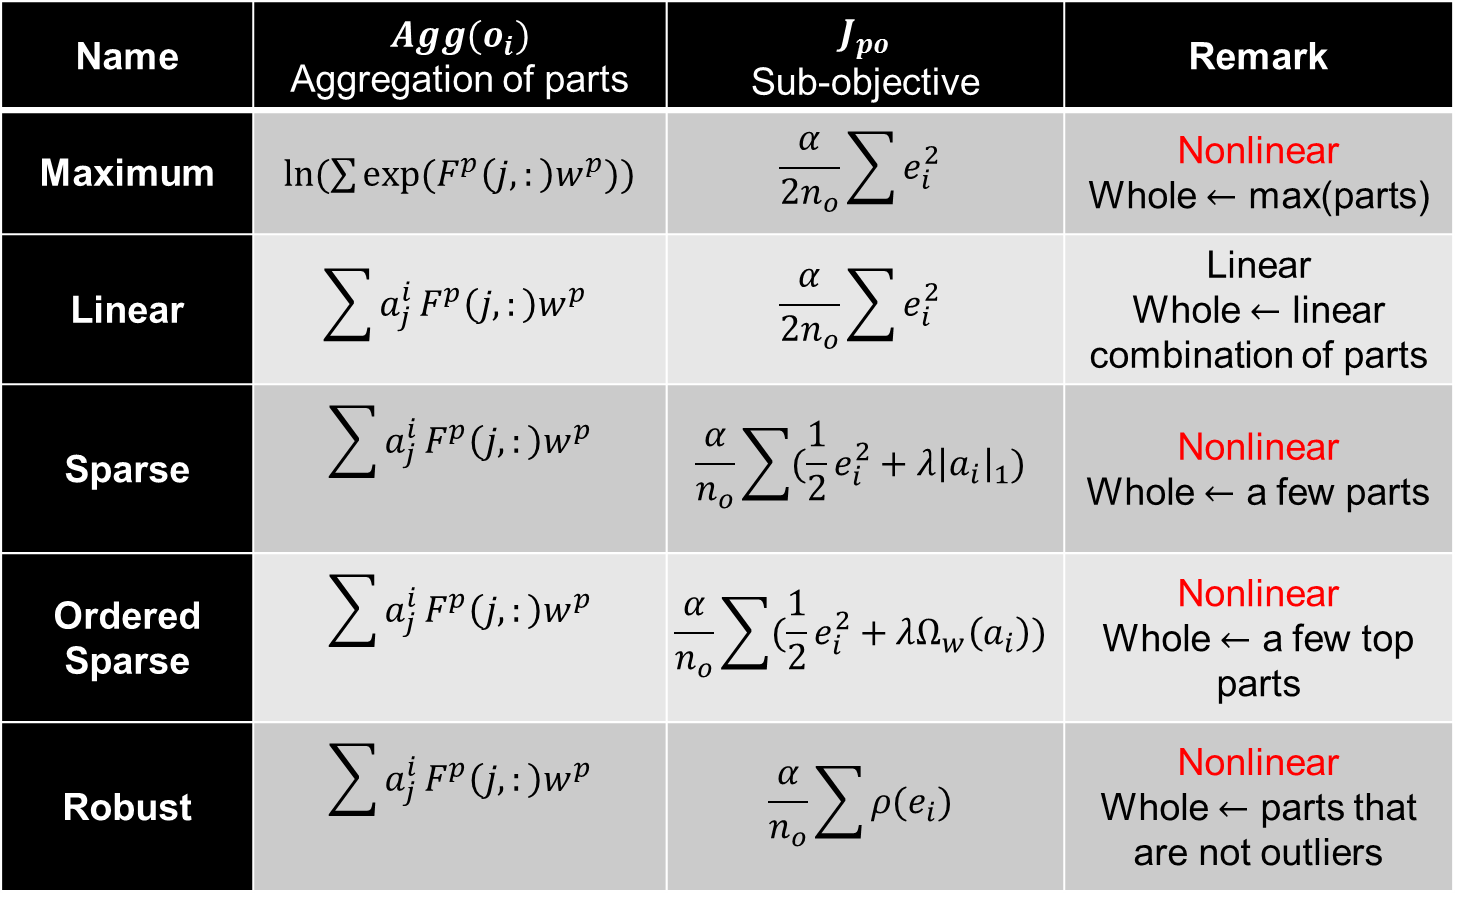 Name
Agg(o_i)
Aggregation of parts
J_po
Sub-objective
Remark
Maximum
ln(∑ exp(F^p(j,:)w^p))
α/2n_o ∑ e_i^2
Nonlinear
Whole ← max(parts)
Linear
∑ a_j^i F^p(j,:)w^p
α/2n_o ∑ e_i^2
Linear
Whole ← linear
combination of parts
Sparse
∑ a_j^i F^p(j,:)w^p
α/n_o ∑(1/2 e_i^2 + λ|a_i|_1)
Nonlinear
Whole ← a few parts
Ordered
Sparse
∑ a_j^i F^p(j,:)w^p
α/n_o ∑(1/2 e_i^2 + λΩ_w(a_i))
Nonlinear
Whole ← a few top
parts
Robust
∑ a_j^i F^p(j,:)w^p
α/n_o ∑ ρ(e_i)
Nonlinear
Whole ← parts that
are not outliers